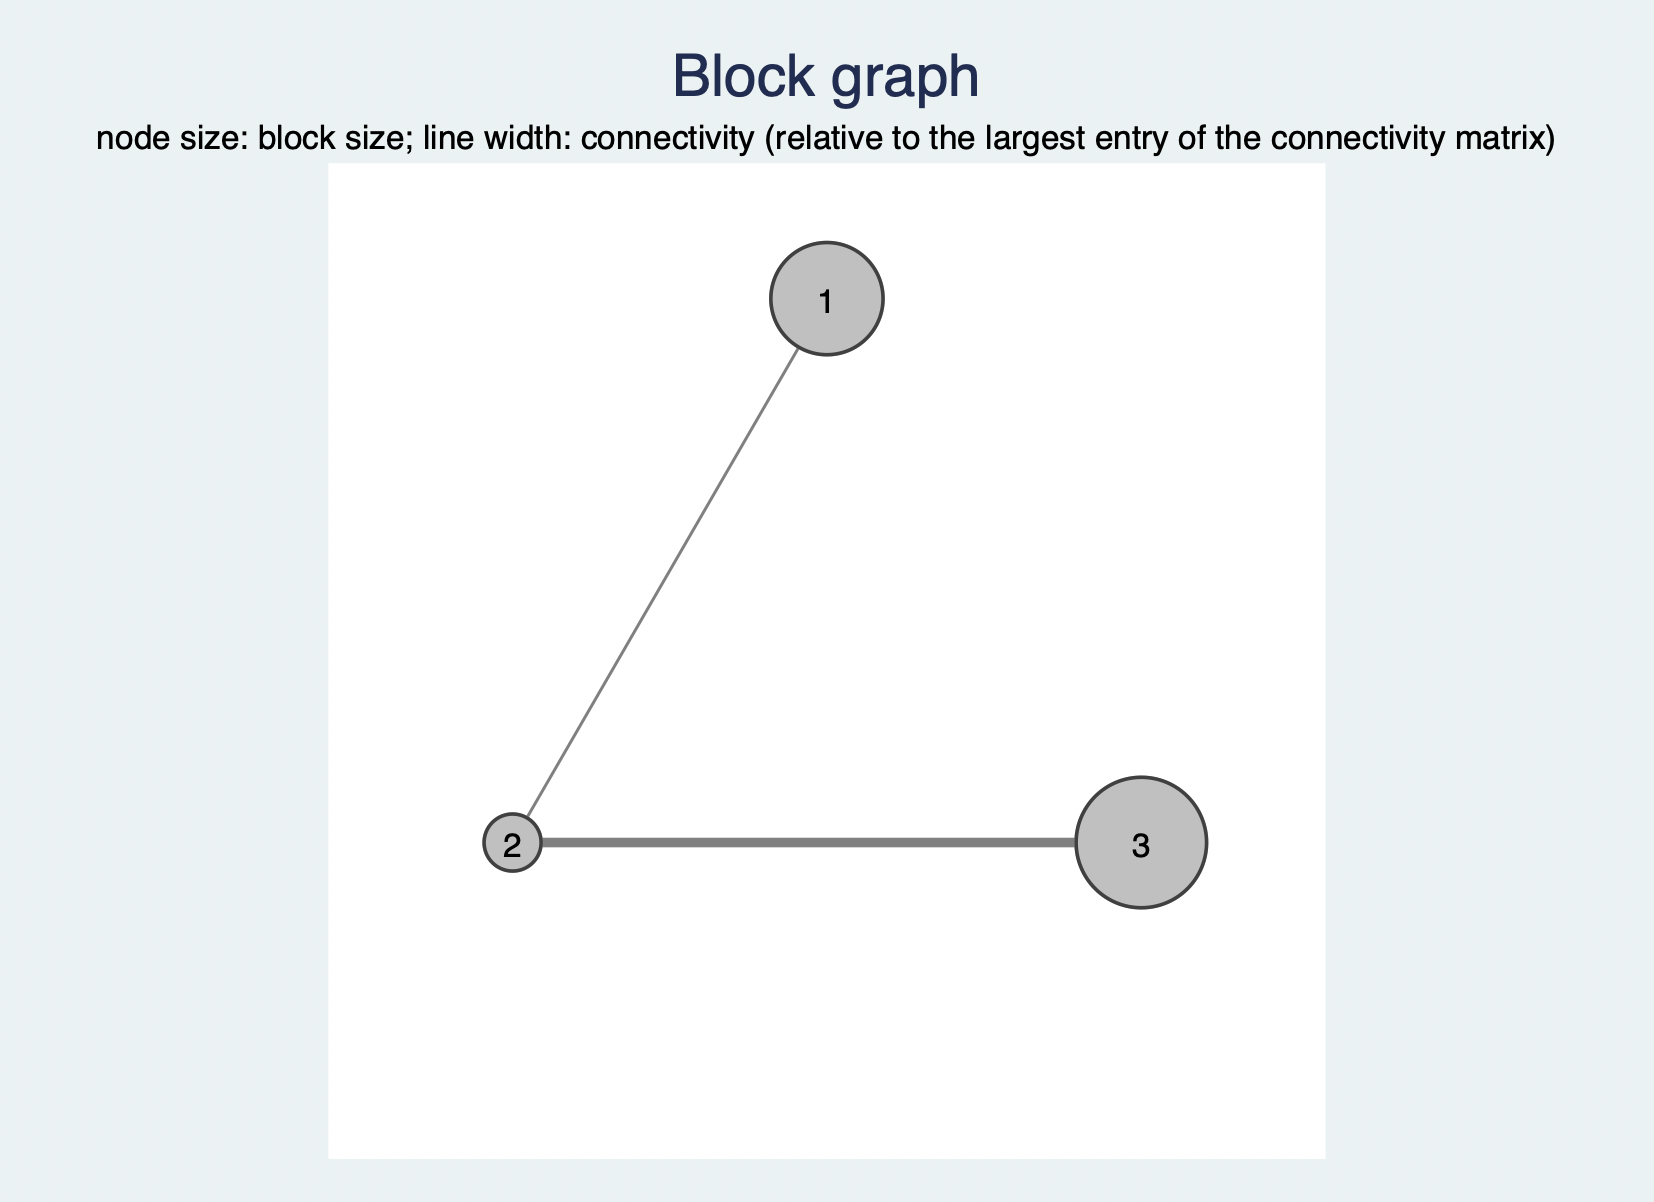 Block graph
node size: block size; line width: connectivity (relative to the largest entry of the connectivity matrix)
1
2
3